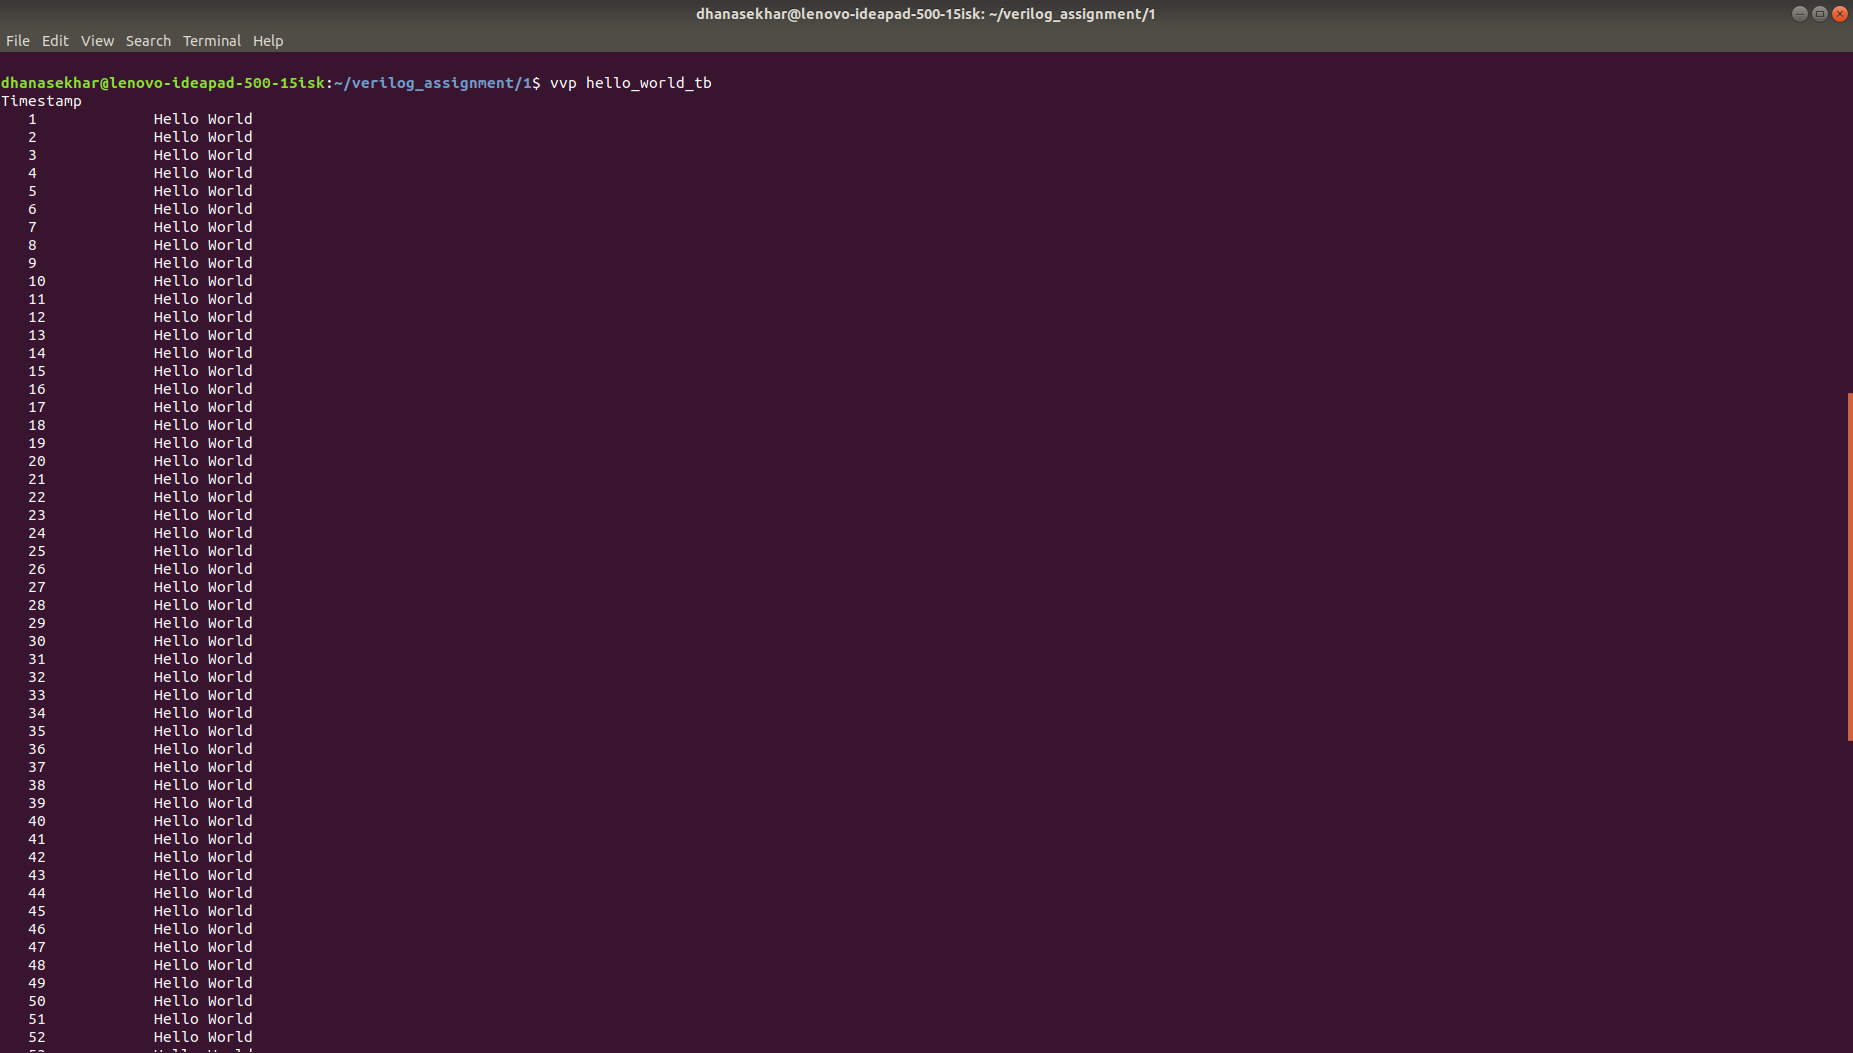 dhanasekhar@lenovo-ideapad-500-15isk: ~/verilog_assignment/1
File Edit View Search Terminal Help
dhanasekhar@lenovo-ideapad-500-15isk:~/verilog_assignment/1$ vvp hello_world_tb
Timestamp
1 Hello World
2 Hello World
3 Hello World
4 Hello World
5 Hello World
6 Hello World
7 Hello World
8 Hello World
9 Hello World
10 Hello World
11 Hello World
12 Hello World
13 Hello World
14 Hello World
15 Hello World
16 Hello World
17 Hello World
18 Hello World
19 Hello World
20 Hello World
21 Hello World
22 Hello World
23 Hello World
24 Hello World
25 Hello World
26 Hello World
27 Hello World
28 Hello World
29 Hello World
30 Hello World
31 Hello World
32 Hello World
33 Hello World
34 Hello World
35 Hello World
36 Hello World
37 Hello World
38 Hello World
39 Hello World
40 Hello World
41 Hello World
42 Hello World
43 Hello World
44 Hello World
45 Hello World
46 Hello World
47 Hello World
48 Hello World
49 Hello World
50 Hello World
51 Hello World
52 Hello World